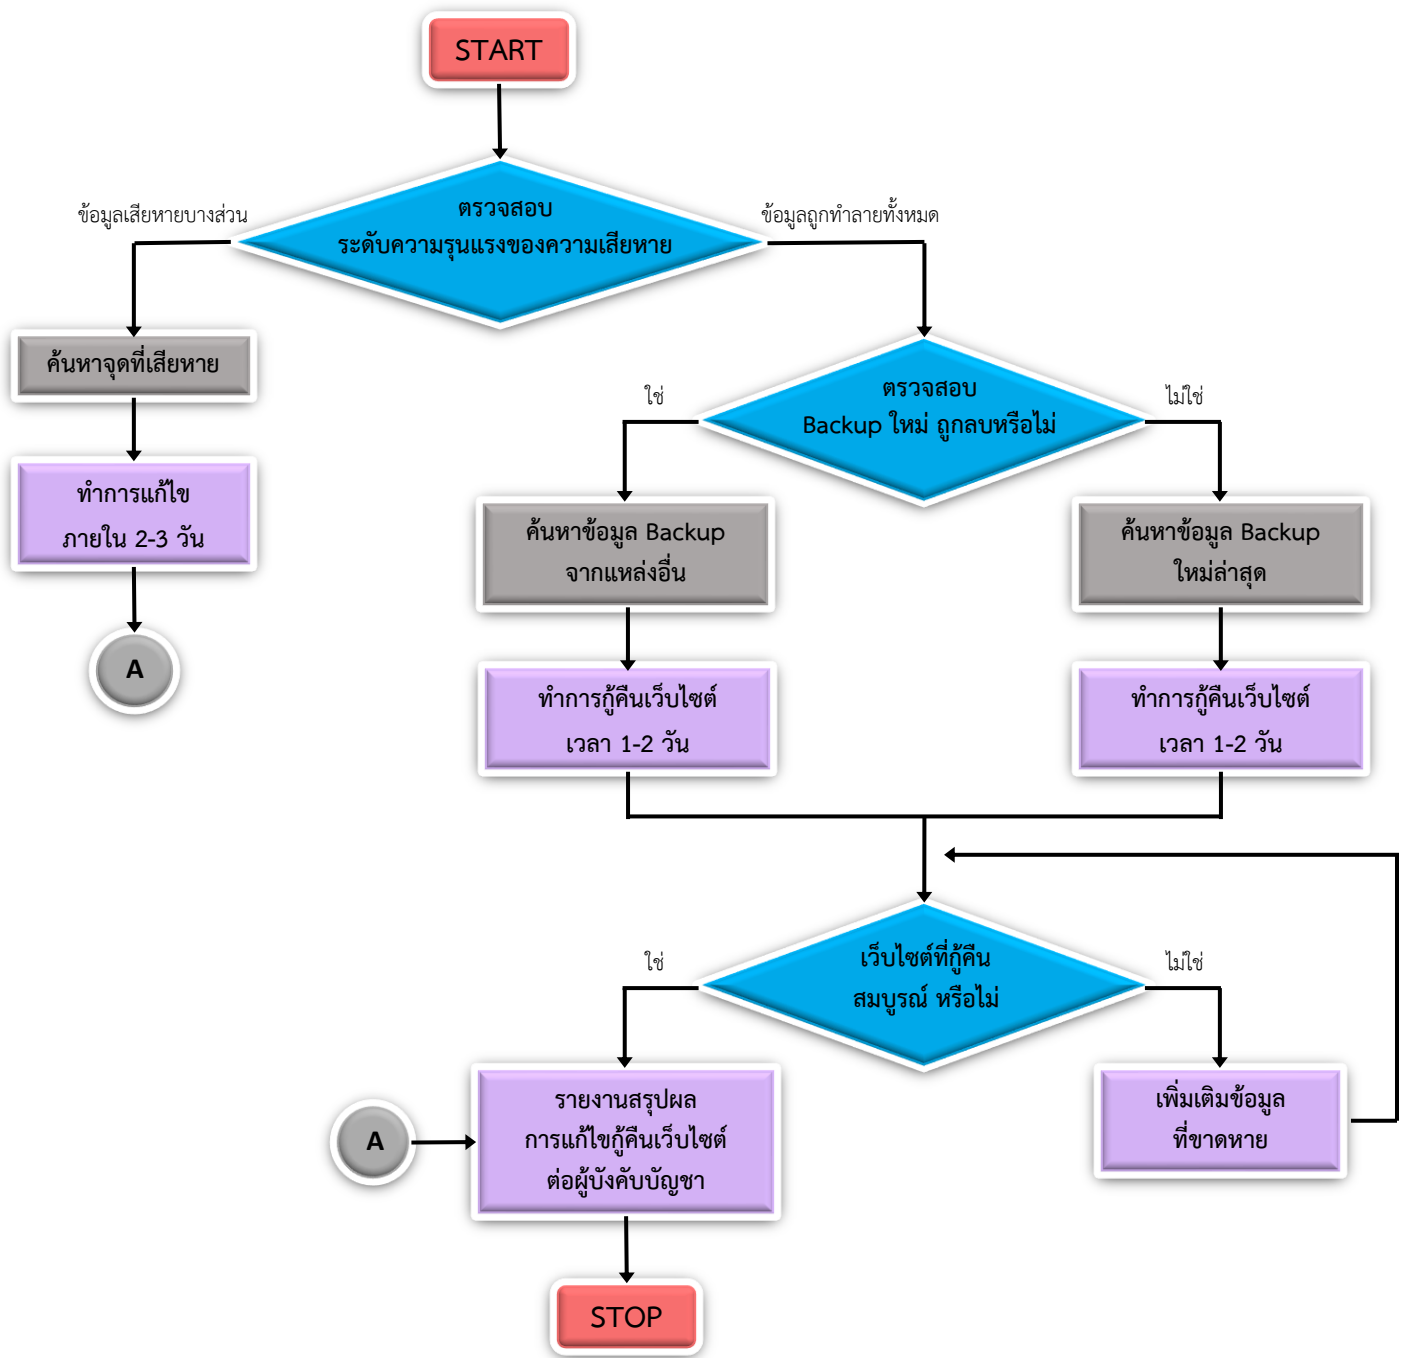 START
ตรวจสอบ
ระดับความรุนแรงของความเสียหาย
ข้อมูลเสียหายบางส่วน
ข้อมูลถูกทำลายทั้งหมด
ค้นหาจุดที่เสียหาย
ทำการแก้ไข
ภายใน 2-3 วัน
A
ตรวจสอบ
Backup ใหม่ ถูกลบหรือไม่
ใช่
ไม่ใช่
ค้นหาข้อมูล Backup
จากแหล่งอื่น
ค้นหาข้อมูล Backup
ใหม่ล่าสุด
ทำการกู้คืนเว็บไซต์
เวลา 1-2 วัน
ทำการกู้คืนเว็บไซต์
เวลา 1-2 วัน
เว็บไซต์ที่กู้คืน
สมบูรณ์ หรือไม่
ใช่
ไม่ใช่
A
รายงานสรุปผล
การแก้ไขกู้คืนเว็บไซต์
ต่อผู้บังคับบัญชา
เพิ่มเติมข้อมูล
ที่ขาดหาย
STOP